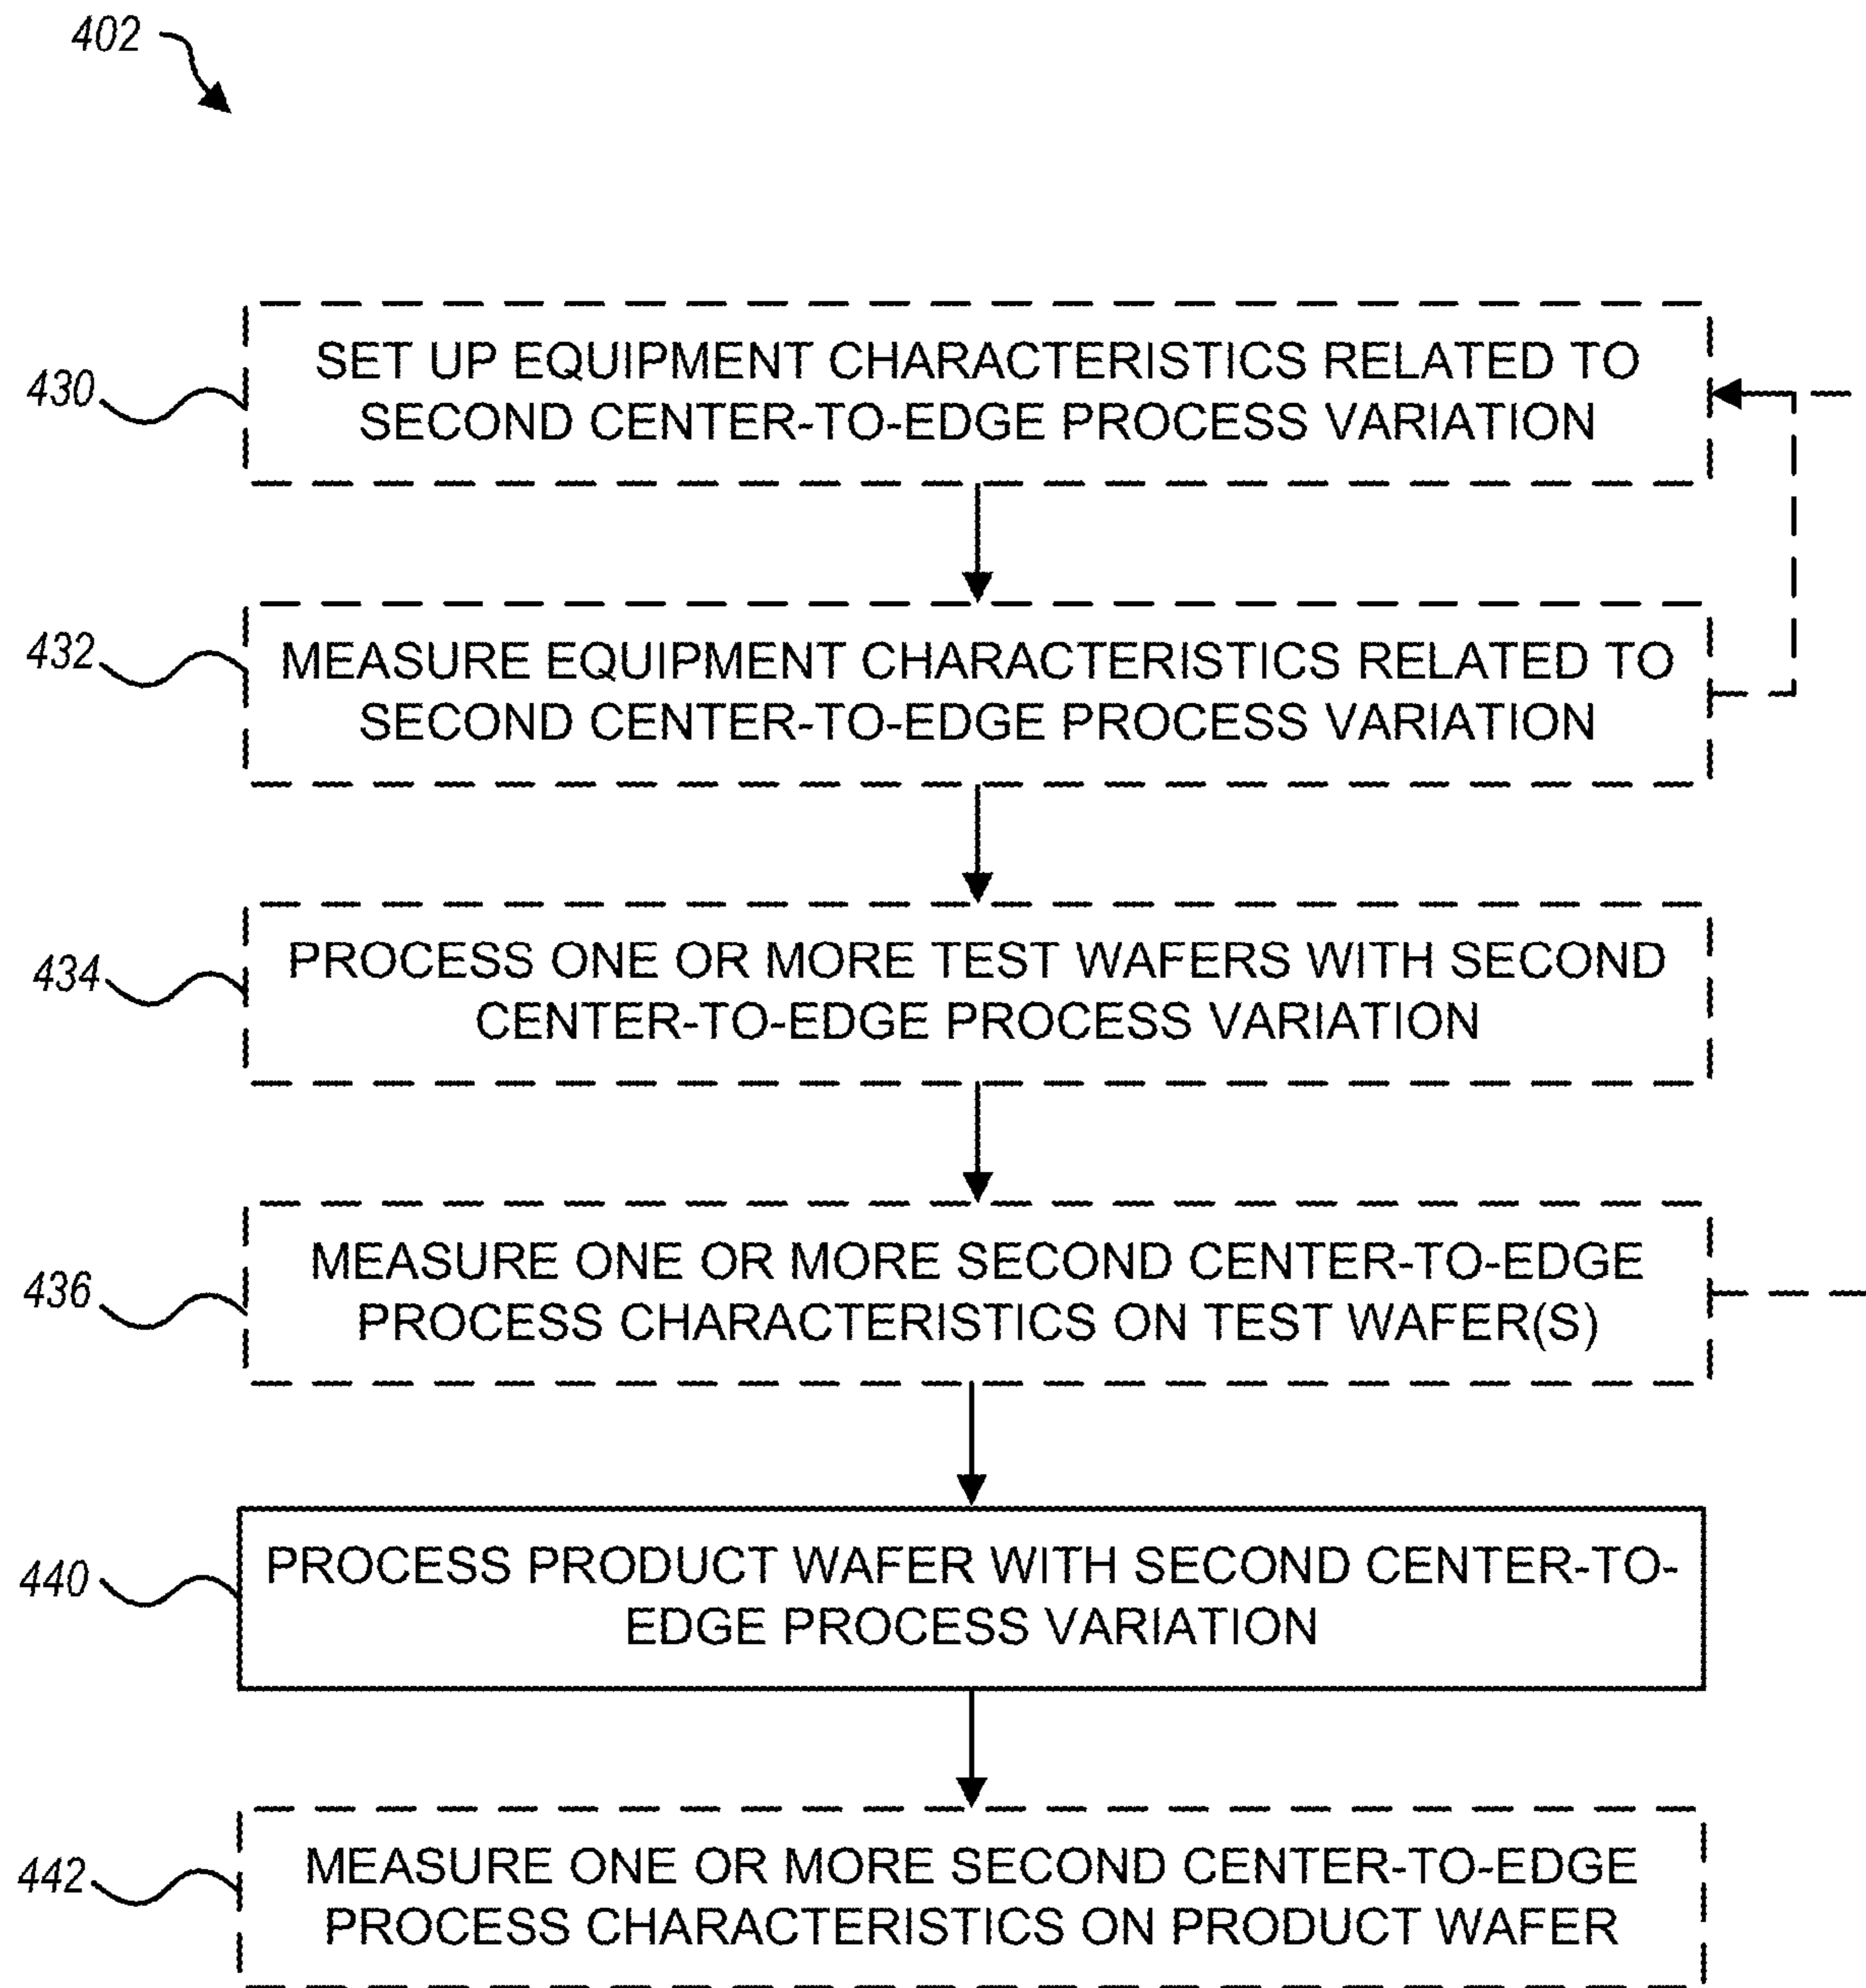 402
430
SET UP EQUIPMENT CHARACTERISTICS RELATED TO
SECOND CENTER-TO-EDGE PROCESS VARIATION
432
MEASURE EQUIPMENT CHARACTERISTICS RELATED TO
SECOND CENTER-TO-EDGE PROCESS VARIATION
434
PROCESS ONE OR MORE TEST WAFERS WITH SECOND
CENTER-TO-EDGE PROCESS VARIATION
436
MEASURE ONE OR MORE SECOND CENTER-TO-EDGE
PROCESS CHARACTERISTICS ON TEST WAFER(S)
440
PROCESS PRODUCT WAFER WITH SECOND CENTER-TO-
EDGE PROCESS VARIATION
442
MEASURE ONE OR MORE SECOND CENTER-TO-EDGE
PROCESS CHARACTERISTICS ON PRODUCT WAFER